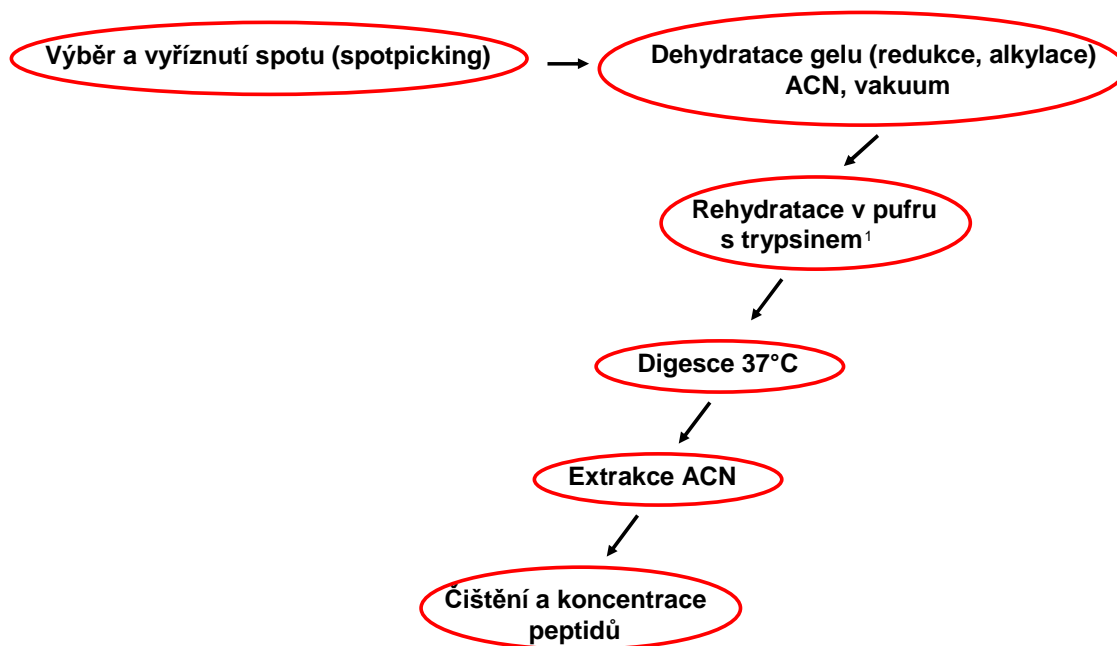 Výběr a vyříznutí spotu (spotpicking)
Dehydratace gelu (redukce, alkylace)
ACN, vakuum
Rehydratace v pufru
s trypsinem¹
Digesce 37°C
Extrakce ACN
Čištění a koncentrace
peptidů